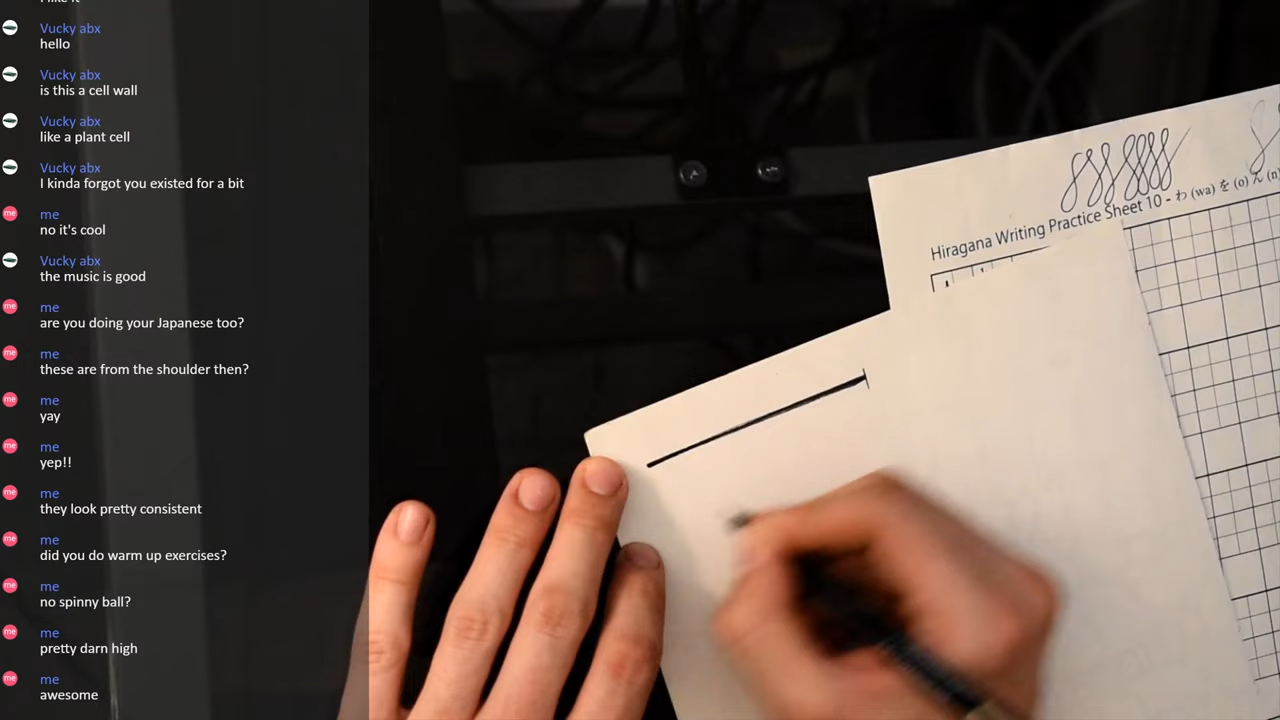 Vucky abx
hello
Vucky abx
is this a cell wall
Vucky abx
like a plant cell
Vucky abx
I kinda forgot you existed for a bit
me
no it's cool
Vucky abx
the music is good
me
are you doing your Japanese too?
me
these are from the shoulder then?
me
yay
me
yep!!
me
they look pretty consistent
me
did you do warm up exercises?
me
no spinny ball?
me
pretty darn high
me
awesome
Hiragana Writing Practice Sheet 10 - わ (wa) を (o) ん (n)